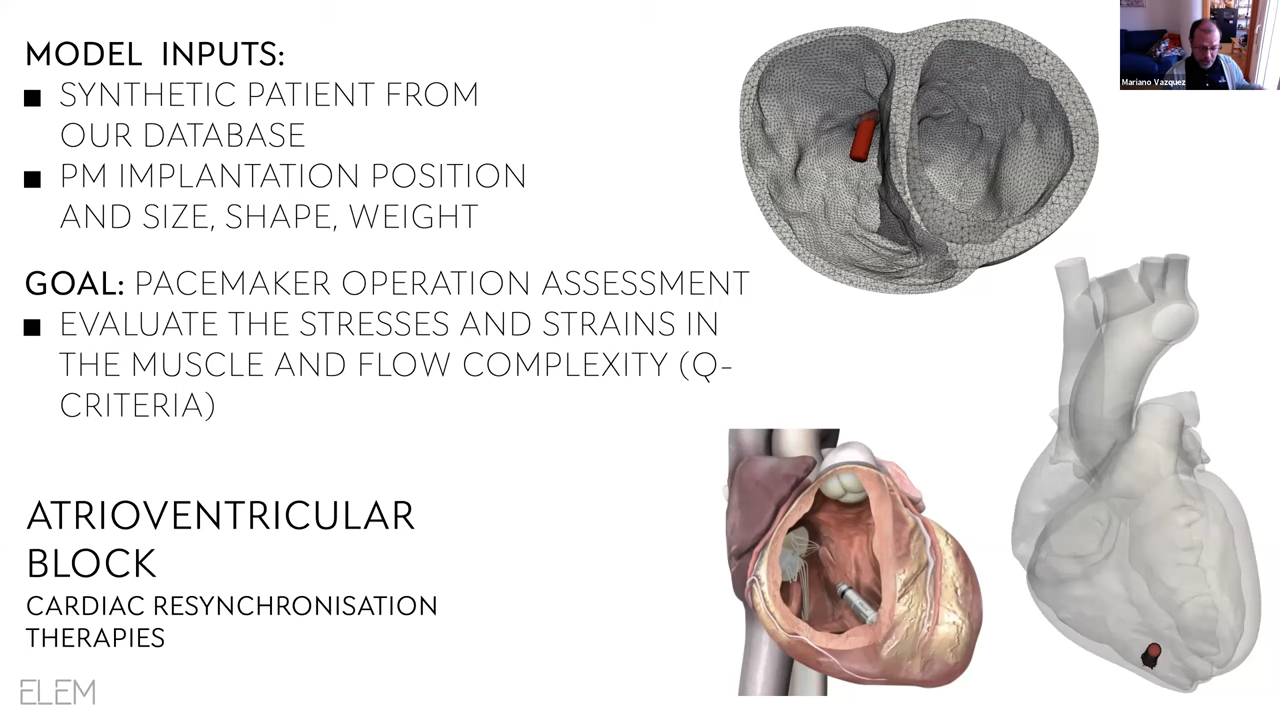 MODEL INPUTS:
SYNTHETIC PATIENT FROM
OUR DATABASE
PM IMPLANTATION POSITION
AND SIZE, SHAPE, WEIGHT
GOAL: PACEMAKER OPERATION ASSESSMENT
EVALUATE THE STRESSES AND STRAINS IN
THE MUSCLE AND FLOW COMPLEXITY (Q-
CRITERIA)
ATRIOVENTRICULAR
BLOCK
CARDIAC RESYNCHRONISATION
THERAPIES
ELEM
Mariano Vazquez